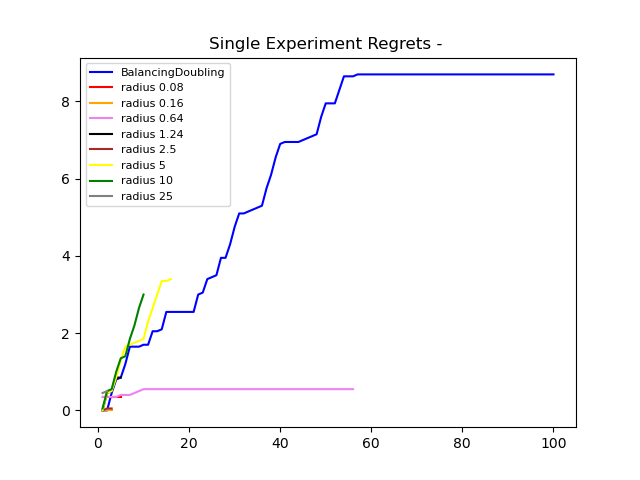 Single Experiment Regrets -
BalancingDoubling
radius 0.08
radius 0.16
radius 0.64
radius 1.24
radius 2.5
radius 5
radius 10
radius 25
8
6
4
2
0
0 20 40 60 80 100